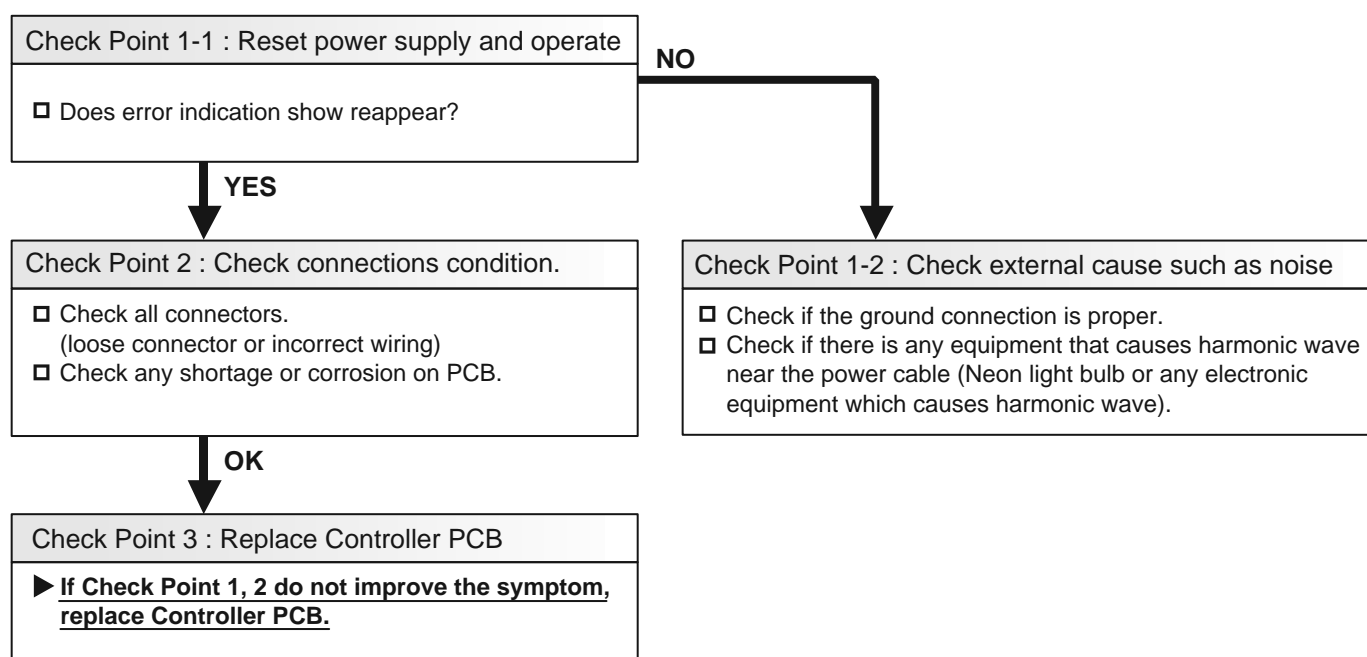 Check Point 1-1 : Reset power supply and operate
Does error indication show reappear?
NO
YES
Check Point 2 : Check connections condition.
Check all connectors.
(loose connector or incorrect wiring)
Check any shortage or corrosion on PCB.
Check Point 1-2 : Check external cause such as noise
Check if the ground connection is proper.
Check if there is any equipment that causes harmonic wave
near the power cable (Neon light bulb or any electronic
equipment which causes harmonic wave).
OK
Check Point 3 : Replace Controller PCB
If Check Point 1, 2 do not improve the symptom,
replace Controller PCB.